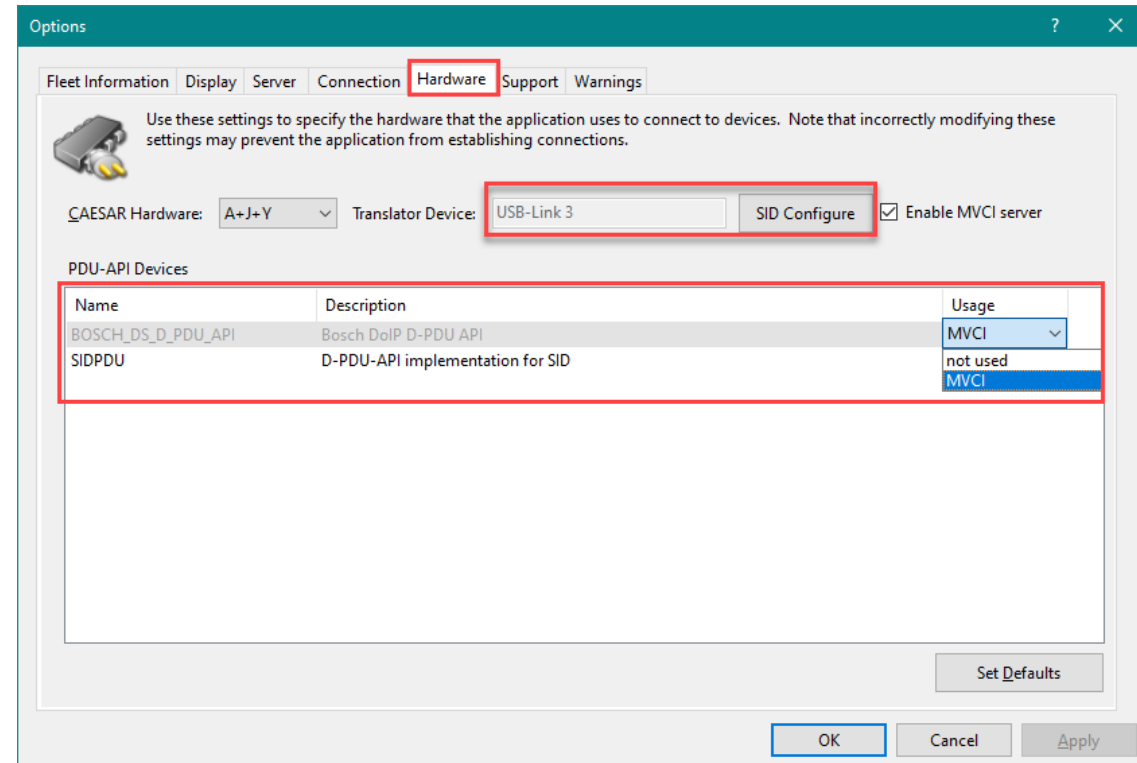 Options
Fleet Information Display Server Connection Hardware Support Warnings
Use these settings to specify the hardware that the application uses to connect to devices. Note that incorrectly modifying these
settings may prevent the application from establishing connections.
CAESAR Hardware: A+J+Y Translator Device: USB-Link 3 SID Configure Enable MVCI server
PDU-API Devices
Name Description Usage
BOSCH_DS_D_PDU_API Bosch DoIP D-PDU API MVCI
SIDPDU D-PDU-API implementation for SID not used
MVCI
Set Defaults
OK Cancel Apply